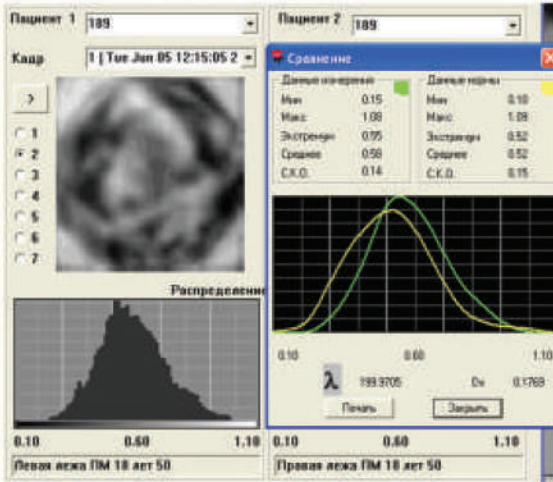 Пациент 1 189
Пациент 2 189
Кадр 1 | Tue Jun 05 12:15:05 2
>
1
2
3
4
5
6
7
Сравнение
Данные измерения
Мин 0.15
Макс 1.08
Экстремум 0.55
Среднее 0.58
С.К.О. 0.14
Данные нормы
Мин 0.10
Макс 1.09
Экстремум 0.52
Среднее 0.52
С.К.О. 0.15
Распределение
0.10 0.60 1.10
λ 199.9705 Dн 0.1769
Печать Закрыть
0.10 0.60 1.10
0.10 0.60 1.10
Левая лежа ПМ 18 лет 50
Правая лежа ПМ 18 лет 50